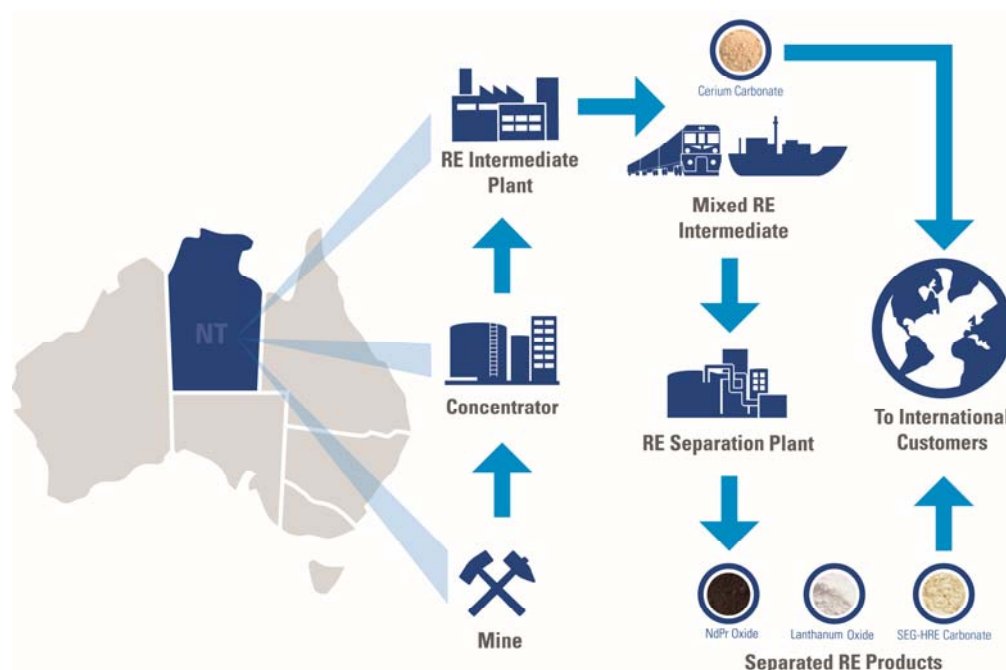 Cerium Carbonate
RE Intermediate
Plant
Mixed RE
Intermediate
NT
Concentrator
RE Separation Plant
To International
Customers
Mine
NdPr Oxide
Lanthanum Oxide
SEG-HRE Carbonate
Separated RE Products